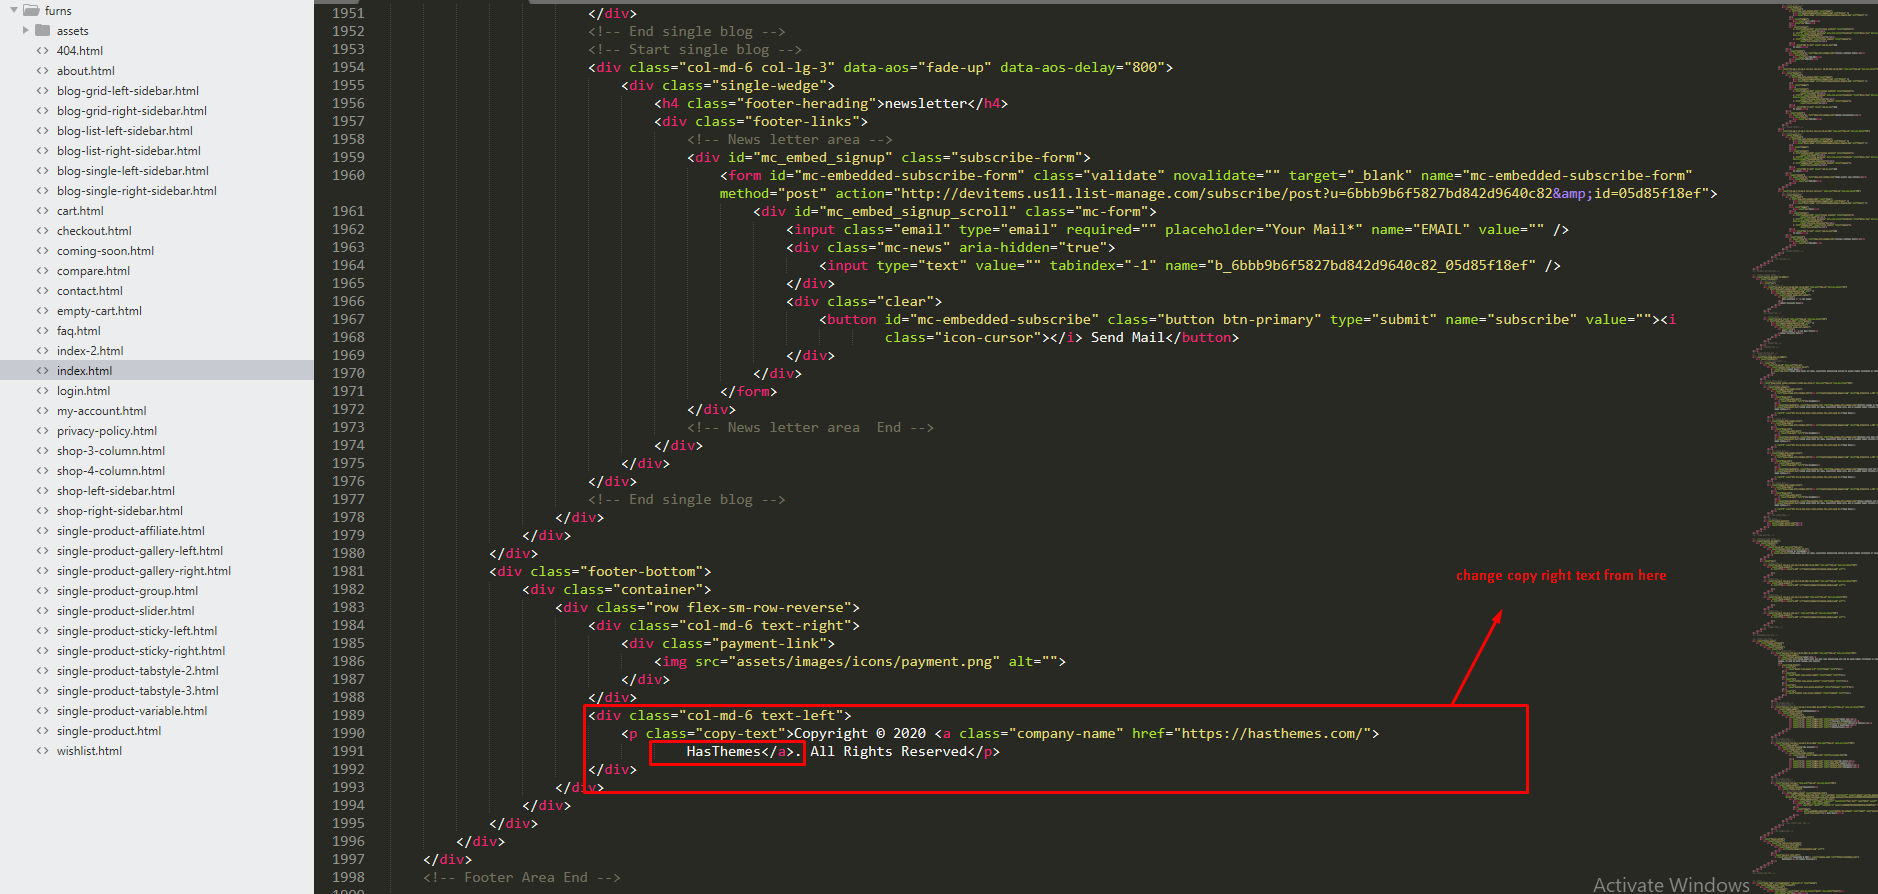 furns
assets
404.html
about.html
blog-grid-left-sidebar.html
blog-grid-right-sidebar.html
blog-list-left-sidebar.html
blog-list-right-sidebar.html
blog-single-left-sidebar.html
blog-single-right-sidebar.html
cart.html
checkout.html
coming-soon.html
compare.html
contact.html
empty-cart.html
faq.html
index-2.html
index.html
login.html
my-account.html
privacy-policy.html
shop-3-column.html
shop-4-column.html
shop-left-sidebar.html
shop-right-sidebar.html
single-product-affiliate.html
single-product-gallery-left.html
single-product-gallery-right.html
single-product-group.html
single-product-slider.html
single-product-sticky-left.html
single-product-sticky-right.html
single-product-tabstyle-2.html
single-product-tabstyle-3.html
single-product-variable.html
single-product.html
wishlist.html
1951 </div>
1952 <!-- End single blog -->
1953 <!-- Start single blog -->
1954 <div class="col-md-6 col-lg-3" data-aos="fade-up" data-aos-delay="800">
1955 <div class="single-wedge">
1956 <h4 class="footer-herading">newsletter</h4>
1957 <div class="footer-links">
1958 <!-- News letter area -->
1959 <div id="mc_embed_signup" class="subscribe-form">
1960 <form id="mc-embedded-subscribe-form" class="validate" novalidate="" target="_blank" name="mc-embedded-subscribe-form"
method="post" action="http://devitems.us11.list-manage.com/subscribe/post?u=6bbb9b6f5827bd842d9640c82&amp;id=05d85f18ef">
1961 <div id="mc_embed_signup_scroll" class="mc-form">
1962 <input class="email" type="email" required="" placeholder="Your Mail*" name="EMAIL" value="" />
1963 <div class="mc-news" aria-hidden="true">
1964 <input type="text" value="" tabindex="-1" name="b_6bbb9b6f5827bd842d9640c82_05d85f18ef" />
1965 </div>
1966 <div class="clear">
1967 <button id="mc-embedded-subscribe" class="button btn-primary" type="submit" name="subscribe" value=""><i
1968 class="icon-cursor"></i> Send Mail</button>
1969 </div>
1970 </div>
1971 </form>
1972 </div>
1973 <!-- News letter area  End -->
1974 </div>
1975 </div>
1976 </div>
1977 <!-- End single blog -->
1978 </div>
1979 </div>
1980 </div>
1981 <div class="footer-bottom">
1982 <div class="container">
1983 <div class="row flex-sm-row-reverse">
1984 <div class="col-md-6 text-right">
1985 <div class="payment-link">
1986 <img src="assets/images/icons/payment.png" alt="">
1987 </div>
1988 </div>
1989 <div class="col-md-6 text-left">
1990 <p class="copy-text">Copyright © 2020 <a class="company-name" href="https://hasthemes.com/">
1991 HasThemes</a>. All Rights Reserved</p>
1992 </div>
1993 </div>
1994 </div>
1995 </div>
1996 </div>
1997 </div>
1998 <!-- Footer Area End -->
1999
change copy right text from here
Activate Windows